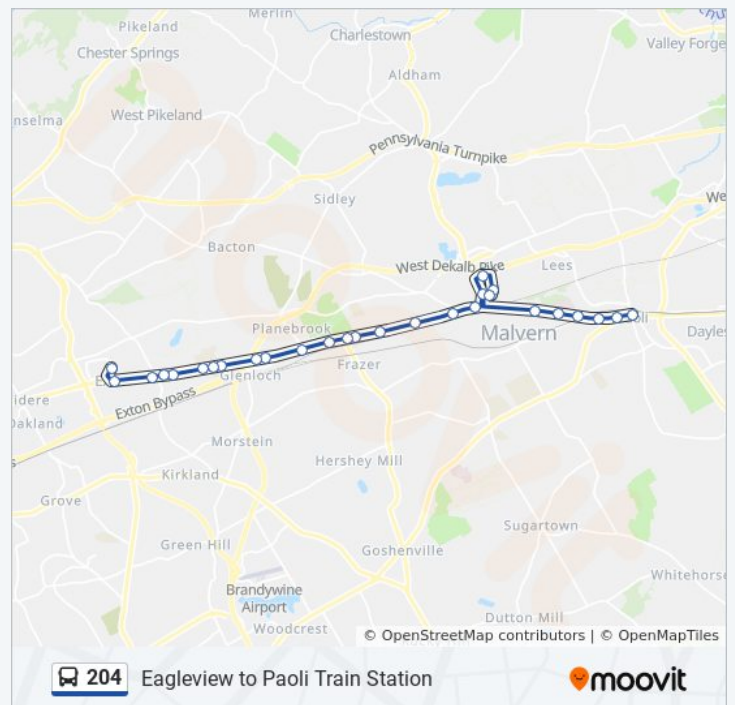 Merlin
Pikeland
Charlestown
Chester Springs
Valley Forge
Aldham
West Pikeland
nselma
Pennsylvania Turnpike
Sidley
We
Bacton
West Dekalb Pike
Lees
Planebrook
Malvern
oli
Dayles
Frazer
E
Glenloch
idere
Exton Bypass
Oakland
s
Morstein
Hershey Mill
Kirkland
Grove
Sugartown
Green Hill
Goshenville
Whitehorse
Brandywine
Airport
Dutton Mill
Woodcrest
© OpenStreetMap contributors | © OpenMapTiles
204 Eagleview to Paoli Train Station
moovit